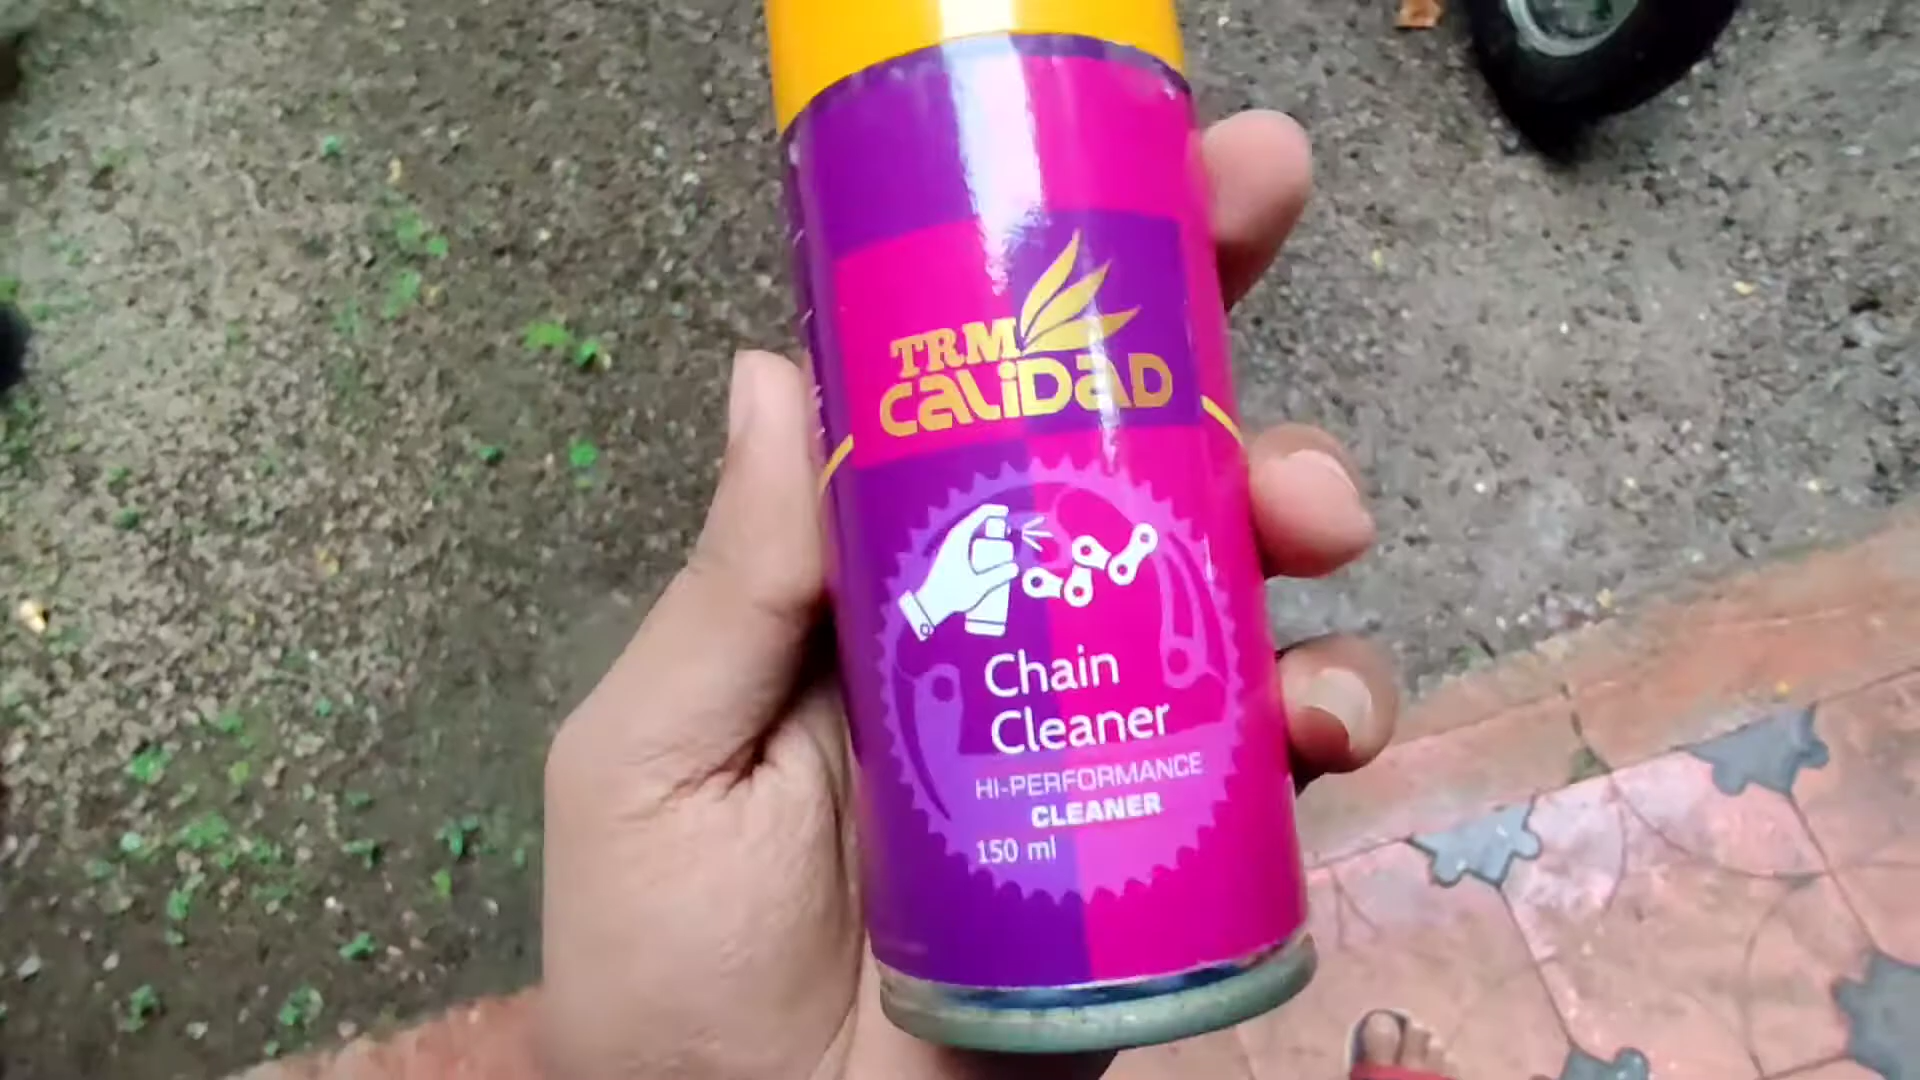 TRM
CALiDAD
Chain
Cleaner
HI-PERFORMANCE
CLEANER
150 ml